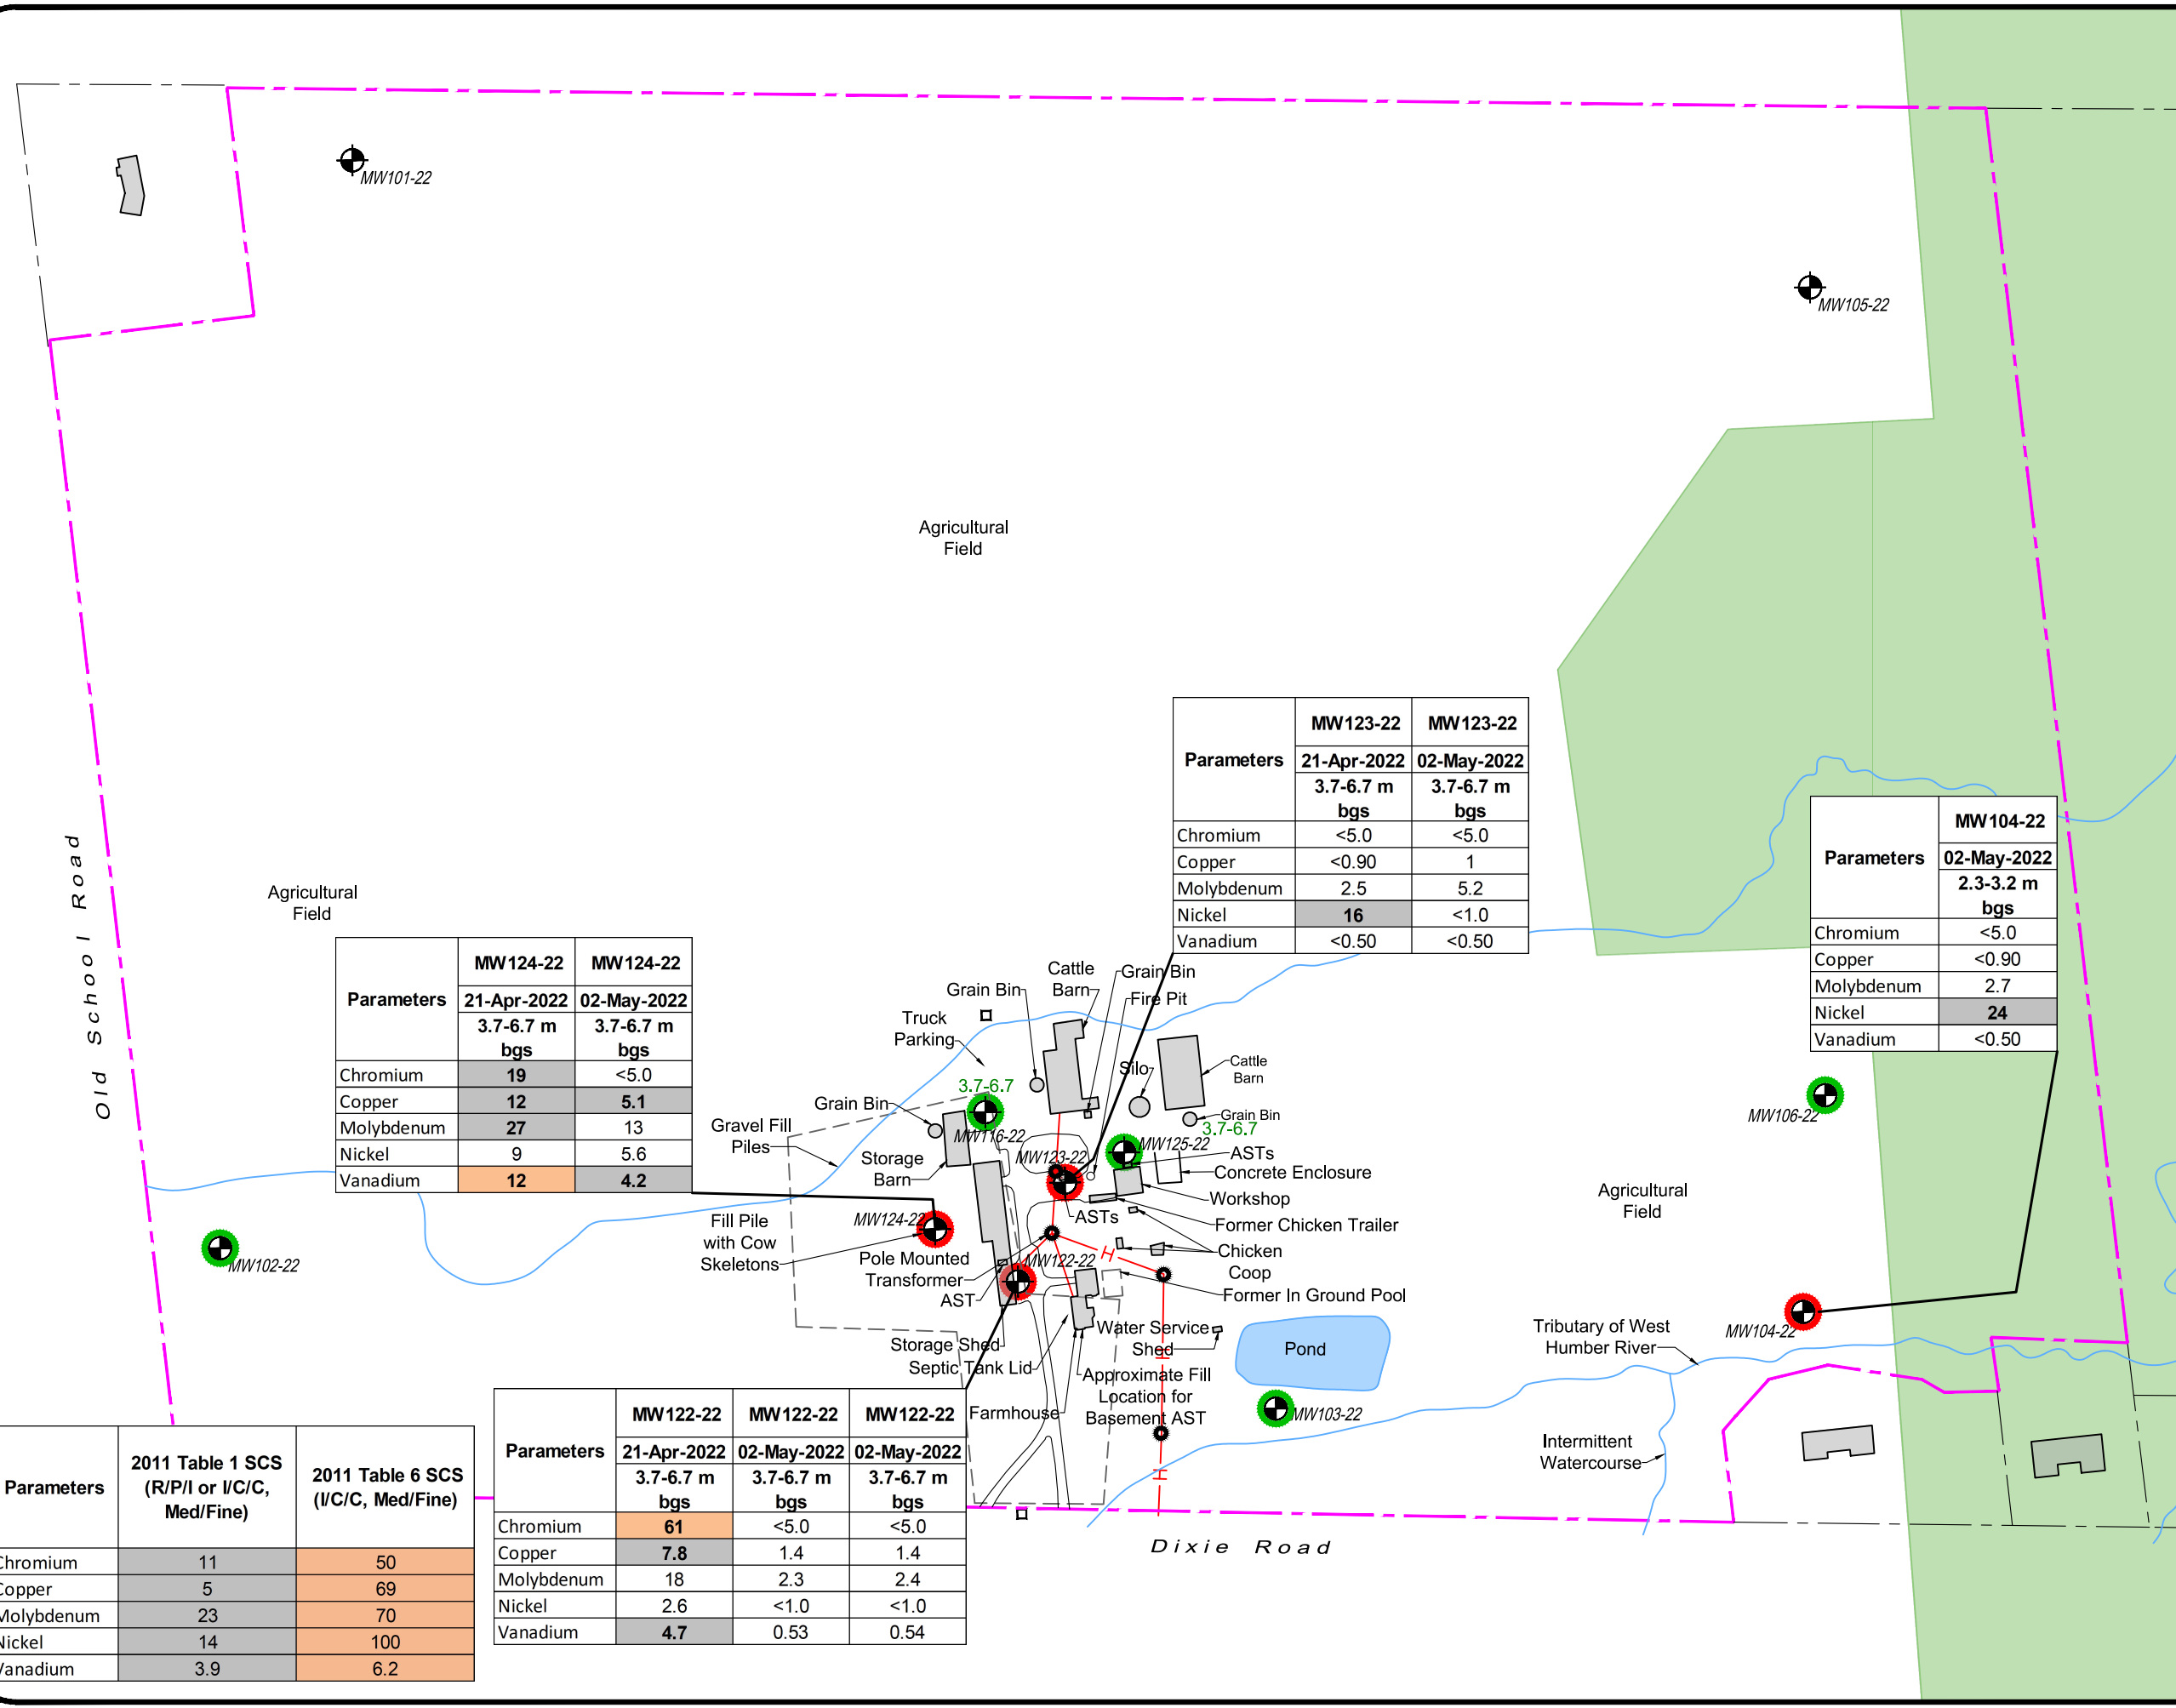 MW101-22
MW105-22
Agricultural
Field
Old School Road
Agricultural
Field
Parameters MW123-22 MW123-22
21-Apr-2022 02-May-2022
3.7-6.7 m bgs 3.7-6.7 m bgs
Chromium <5.0 <5.0
Copper <0.90 1
Molybdenum 2.5 5.2
Nickel 16 <1.0
Vanadium <0.50 <0.50
Parameters MW104-22
02-May-2022
2.3-3.2 m bgs
Chromium <5.0
Copper <0.90
Molybdenum 2.7
Nickel 24
Vanadium <0.50
Parameters MW124-22 MW124-22
21-Apr-2022 02-May-2022
3.7-6.7 m bgs 3.7-6.7 m bgs
Chromium 19 <5.0
Copper 12 5.1
Molybdenum 27 13
Nickel 9 5.6
Vanadium 12 4.2
Cattle
Barn
Grain Bin
Grain Bin
Fire Pit
Truck
Parking
Silo
Cattle
Barn
3.7-6.7
Grain Bin
Grain Bin
3.7-6.7
Gravel Fill
Piles
MW116-22
MW125-22
MW106-22
Storage
Barn
MW123-22
ASTs
Concrete Enclosure
Workshop
ASTs
Former Chicken Trailer
Agricultural
Field
Fill Pile
with Cow
Skeletons
MW124-22
Pole Mounted
Transformer
MW122-22
AST
H
Chicken
Coop
Former In Ground Pool
MW102-22
Storage Shed
Septic Tank Lid
Water Service
Shed
H
Pond
Tributary of West
Humber River
MW104-22
Approximate Fill
Location for
Basement AST
Farmhouse
MW103-22
Intermittent
Watercourse
H
Dixie Road
Parameters MW122-22 MW122-22 MW122-22
21-Apr-2022 02-May-2022 02-May-2022
3.7-6.7 m bgs 3.7-6.7 m bgs 3.7-6.7 m bgs
Chromium 61 <5.0 <5.0
Copper 7.8 1.4 1.4
Molybdenum 18 2.3 2.4
Nickel 2.6 <1.0 <1.0
Vanadium 4.7 0.53 0.54
Parameters 2011 Table 1 SCS (R/P/I or I/C/C, Med/Fine) 2011 Table 6 SCS (I/C/C, Med/Fine)
Chromium 11 50
Copper 5 69
Molybdenum 23 70
Nickel 14 100
Vanadium 3.9 6.2